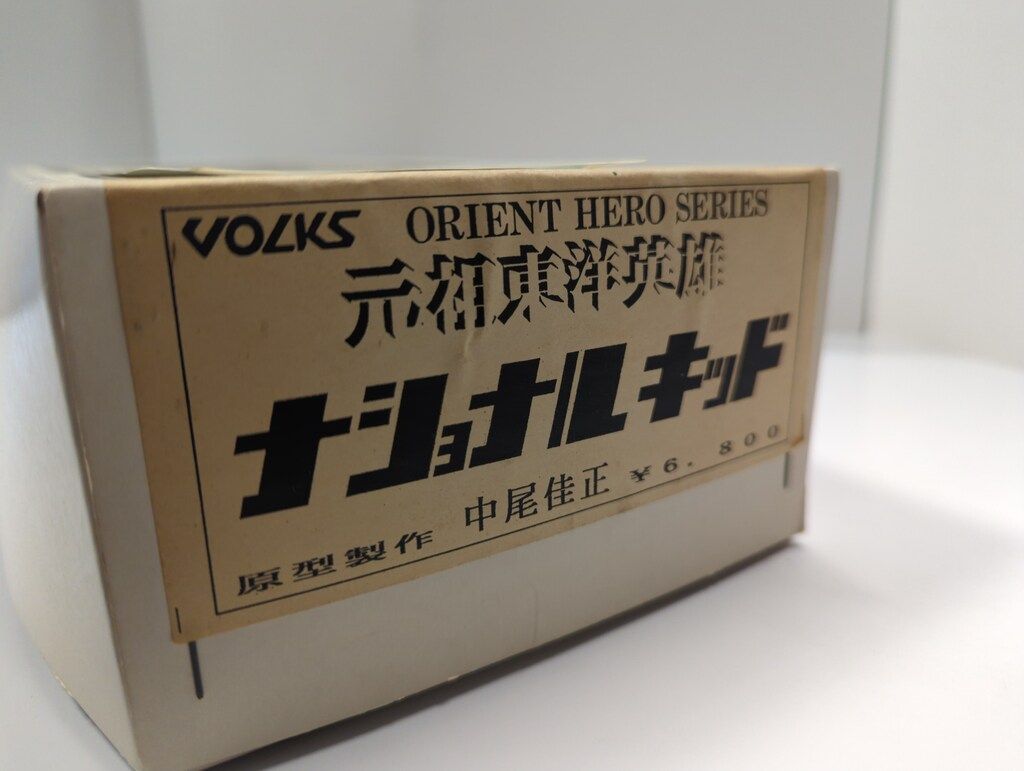 VOLKS ORIENT HERO SERIES
元祖東洋英雄
ナショナルキッド
原型製作 中尾佳正 ¥6.800